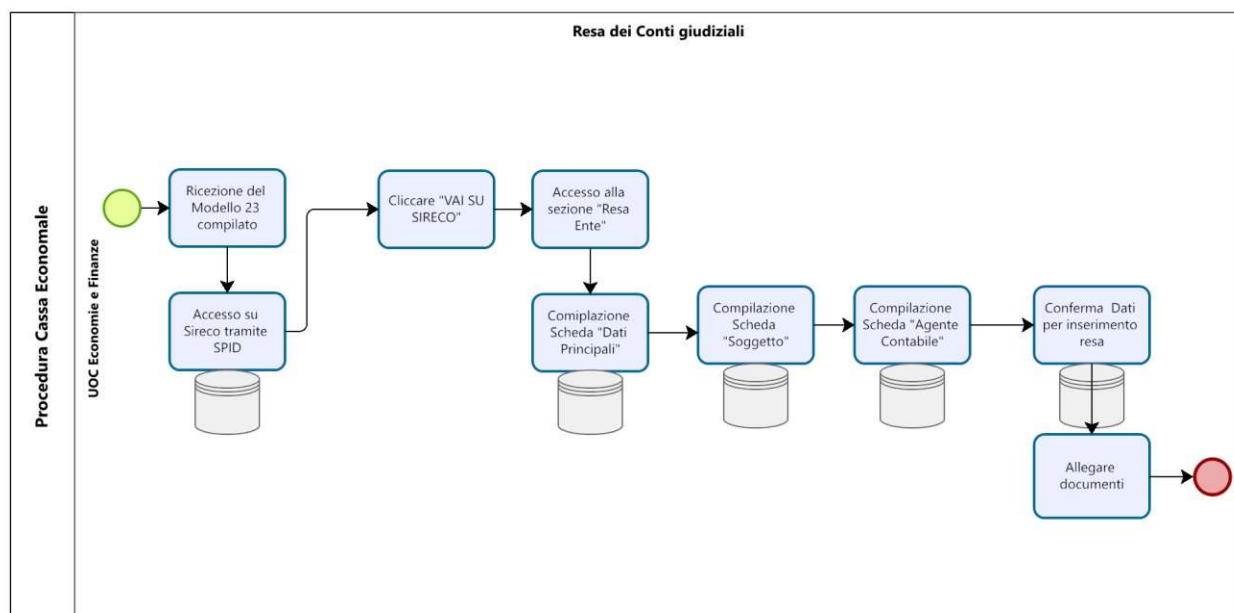 Resa dei Conti giudiziali
Procedura Cassa Economale
UOC Economie e Finanze
Ricezione del
Modello 23
compilato
Accesso su
Sireco tramite
SPID
Cliccare "VAI SU
SIRECO"
Accesso alla
sezione "Resa
Ente"
Comiplazione
Scheda "Dati
Principali"
Compilazione
Scheda
"Soggetto"
Compilazione
Scheda "Agente
Contabile"
Conferma  Dati
per inserimento
resa
Allegare
documenti